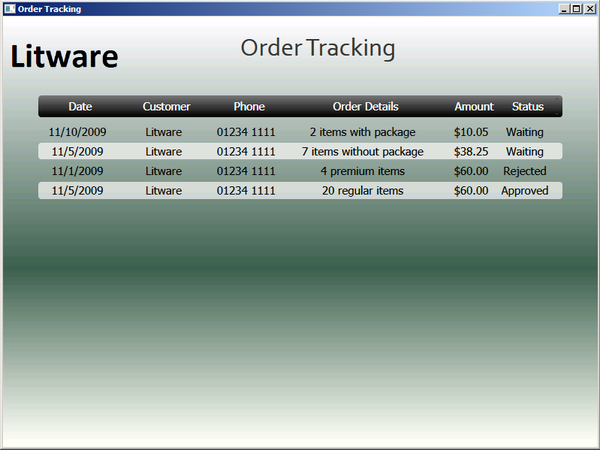 Order Tracking
Litware
Order Tracking
Date Customer Phone Order Details Amount Status
11/10/2009 Litware 01234 1111 2 items with package $10.05 Waiting
11/5/2009 Litware 01234 1111 7 items without package $38.25 Waiting
11/1/2009 Litware 01234 1111 4 premium items $60.00 Rejected
11/5/2009 Litware 01234 1111 20 regular items $60.00 Approved